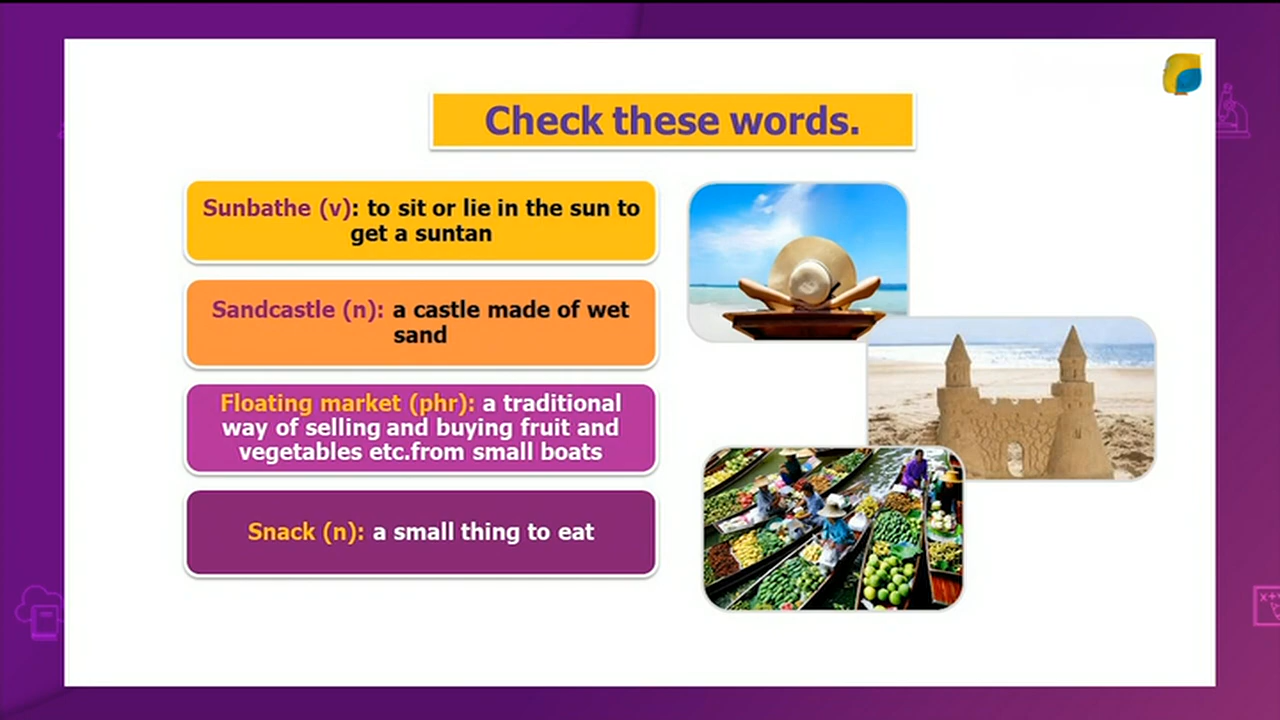 Check these words.
Sunbathe (v): to sit or lie in the sun to
get a suntan
Sandcastle (n): a castle made of wet
sand
Floating market (phr): a traditional
way of selling and buying fruit and
vegetables etc.from small boats
Snack (n): a small thing to eat